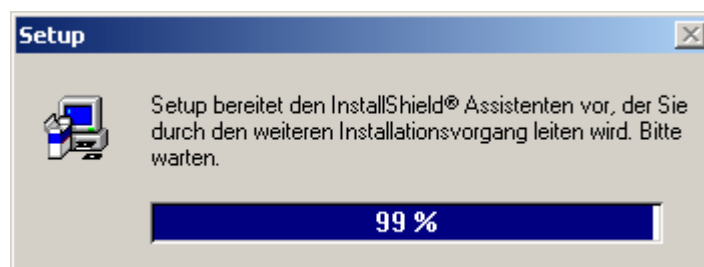 Setup
Setup bereitet den InstallShield® Assistenten vor, der Sie
durch den weiteren Installationsvorgang leiten wird. Bitte
warten.
99 %